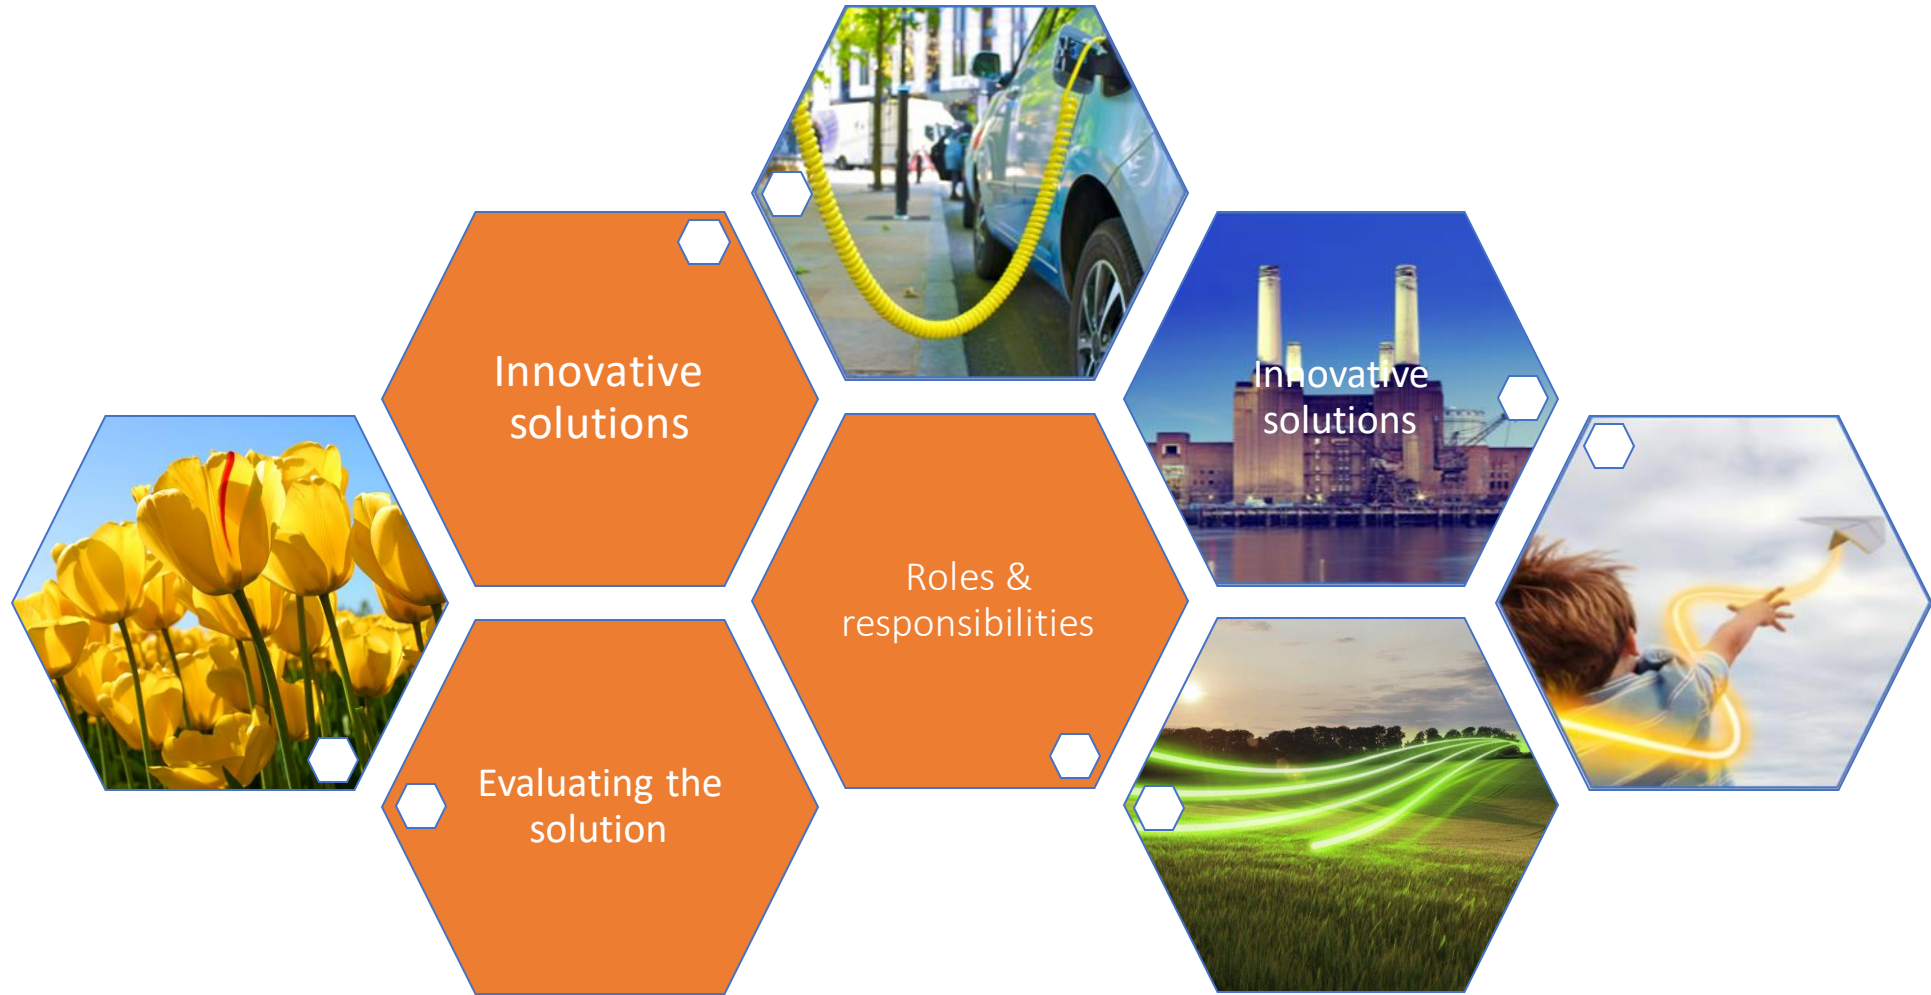 Innovative
solutions
Innovative
solutions
Roles &
responsibilities
Evaluating the
solution